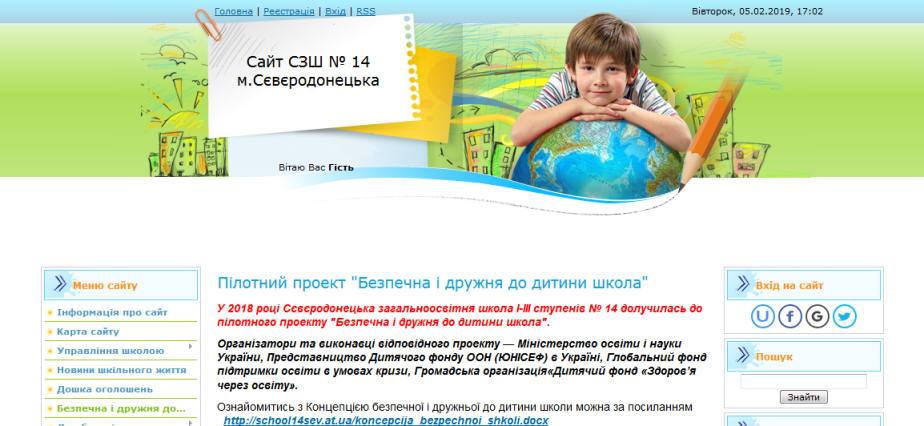 Головна | Реєстрація | Вхід | RSS
Вівторок, 05.02.2019, 17:02
Сайт СЗШ № 14
м.Сєвєродонецька
Вітаю Вас Гість
Меню сайту
Інформація про сайт
Карта сайту
Управління школою
Новини шкільного життя
Дошка оголошень
Безпечна і дружня до...
Пілотний проект "Безпечна і дружня до дитини школа"
У 2018 році Сєвєродонецька загальноосвітня школа І-ІІІ ступенів № 14 долучилась до
пілотного проекту "Безпечна і дружня до дитини школа".
Організатори та виконавці відповідного проекту — Міністерство освіти і науки
України, Представництво Дитячого фонду ООН (ЮНІСЕФ) в Україні, Глобальний фонд
підтримки освіти в умовах кризи, Громадська організація«Дитячий фонд «Здоров'я
через освіту».
Ознайомитись з Концепцією безпечної і дружньої до дитини школи можна за посиланням
http://school14sev.at.ua/koncepcija_bezpechnoi_shkoli.docx
Вхід на сайт
Пошук
Знайти